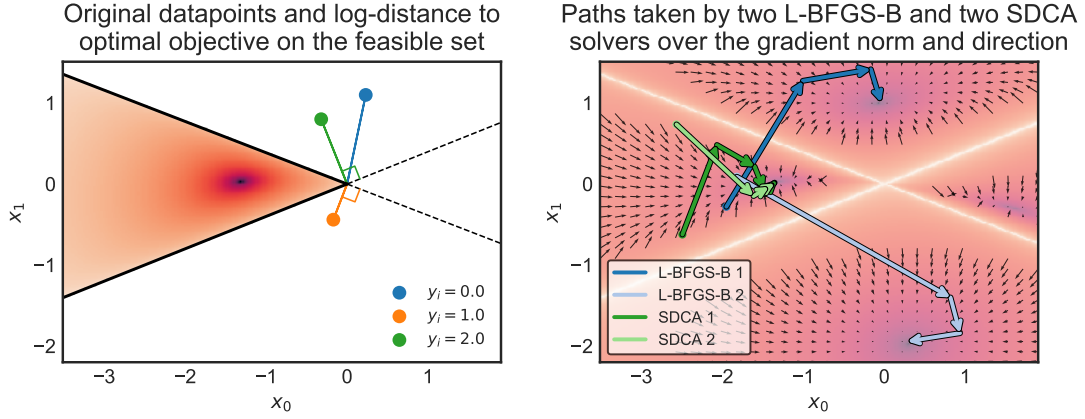 Original datapoints and log-distance to
optimal objective on the feasible set
1
0
−1
−2
x₁
−3
−2
−1
0
1
x₀
yᵢ = 0.0
yᵢ = 1.0
yᵢ = 2.0
Paths taken by two L-BFGS-B and two SDCA
solvers over the gradient norm and direction
1
0
−1
−2
x₁
−3
−2
−1
0
1
x₀
L-BFGS-B 1
L-BFGS-B 2
SDCA 1
SDCA 2